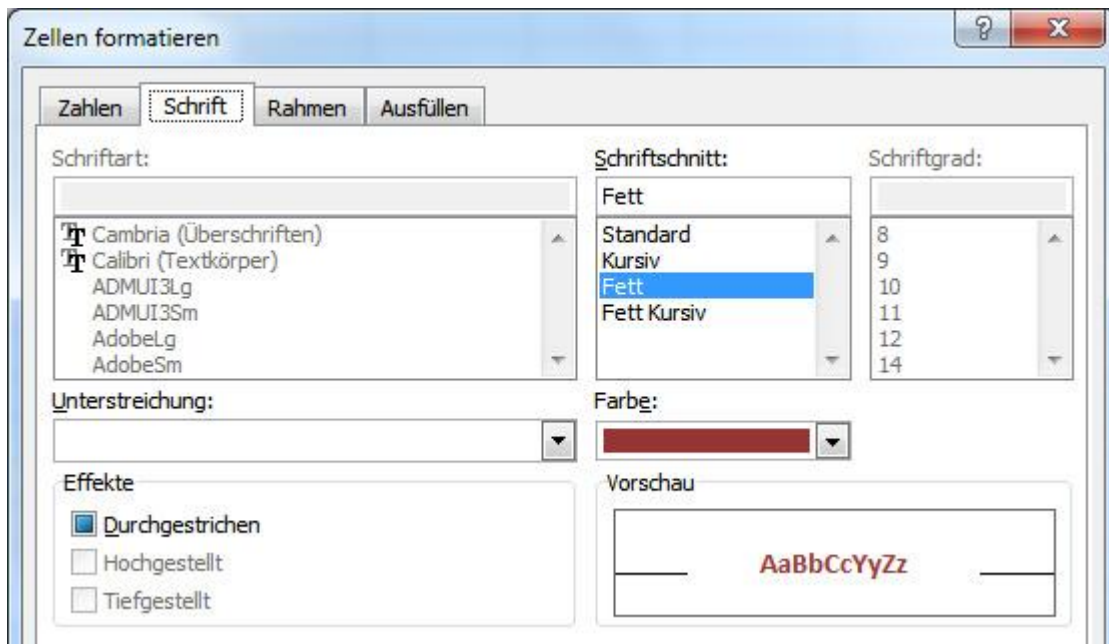 Zellen formatieren
Zahlen Schrift Rahmen Ausfüllen
Schriftart: Schriftschnitt: Schriftgrad:
Fett
Cambria (Überschriften) Standard 8
Calibri (Textkörper) Kursiv 9
ADMUI3Lg Fett 10
ADMUI3Sm Fett Kursiv 11
AdobeLg 12
AdobeSm 14
Unterstreichung: Farbe:
Effekte Vorschau
Durchgestrichen
Hochgestellt AaBbCcYyZz
Tiefgestellt